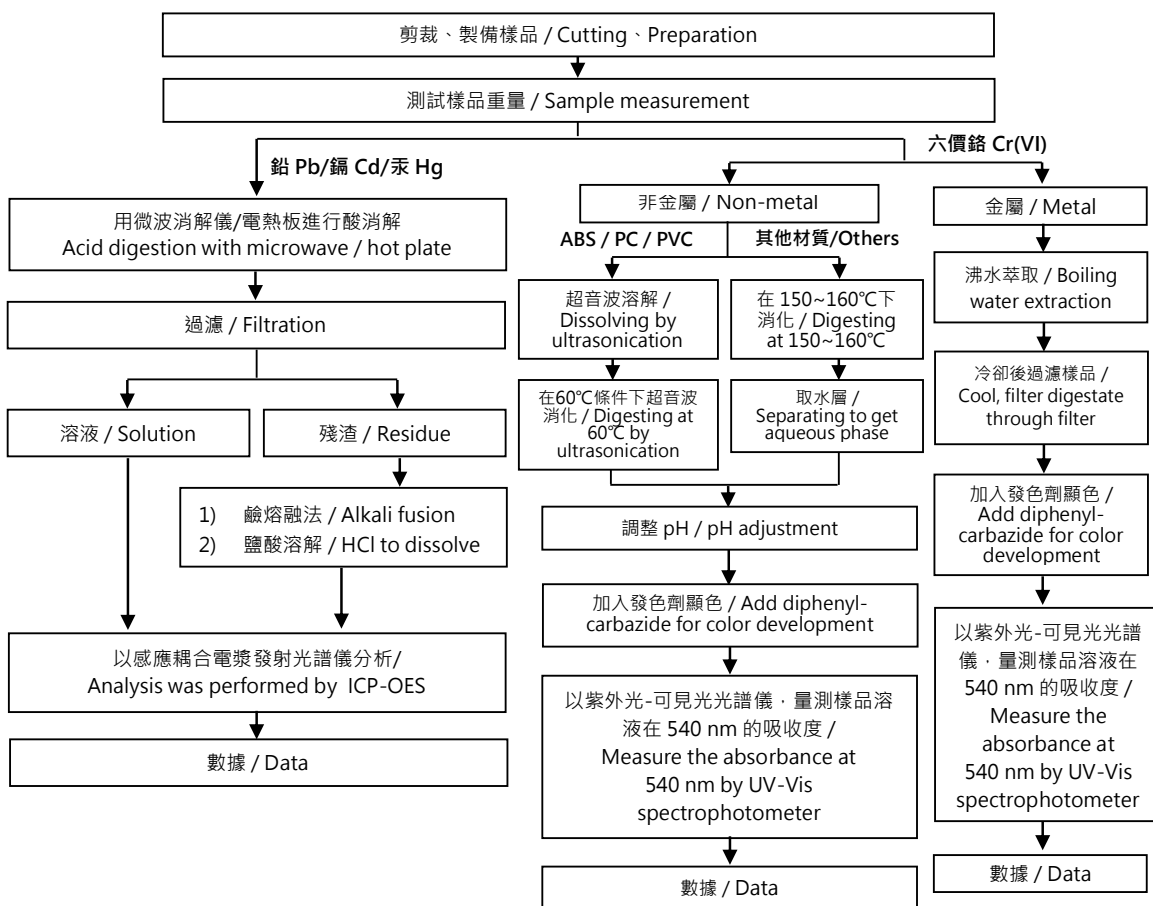 剪裁、製備樣品 / Cutting、Preparation
測試樣品重量 / Sample measurement
鉛 Pb/鎘 Cd/汞 Hg
六價鉻 Cr(VI)
用微波消解儀/電熱板進行酸消解
Acid digestion with microwave / hot plate
過濾 / Filtration
溶液 / Solution
殘渣 / Residue
1) 鹼熔融法 / Alkali fusion
2) 鹽酸溶解 / HCl to dissolve
以感應耦合電漿發射光譜儀分析/
Analysis was performed by ICP-OES
數據 / Data
非金屬 / Non-metal
ABS / PC / PVC
其他材質/Others
超音波溶解 /
Dissolving by
ultrasonication
在60℃條件下超音波
消化 / Digesting at
60℃ by
ultrasonication
在 150~160℃下
消化 / Digesting
at 150~160℃
取水層 /
Separating to get
aqueous phase
調整 pH / pH adjustment
加入發色劑顯色 / Add diphenyl-
carbazide for color development
以紫外光-可見光光譜儀，量測樣品溶
液在 540 nm 的吸收度 /
Measure the absorbance at
540 nm by UV-Vis
spectrophotometer
數據 / Data
金屬 / Metal
沸水萃取 / Boiling
water extraction
冷卻後過濾樣品 /
Cool, filter digestate
through filter
加入發色劑顯色 /
Add diphenyl-
carbazide for color
development
以紫外光-可見光光譜
儀，量測樣品溶液在
540 nm 的吸收度 /
Measure the
absorbance at
540 nm by UV-Vis
spectrophotometer
數據 / Data